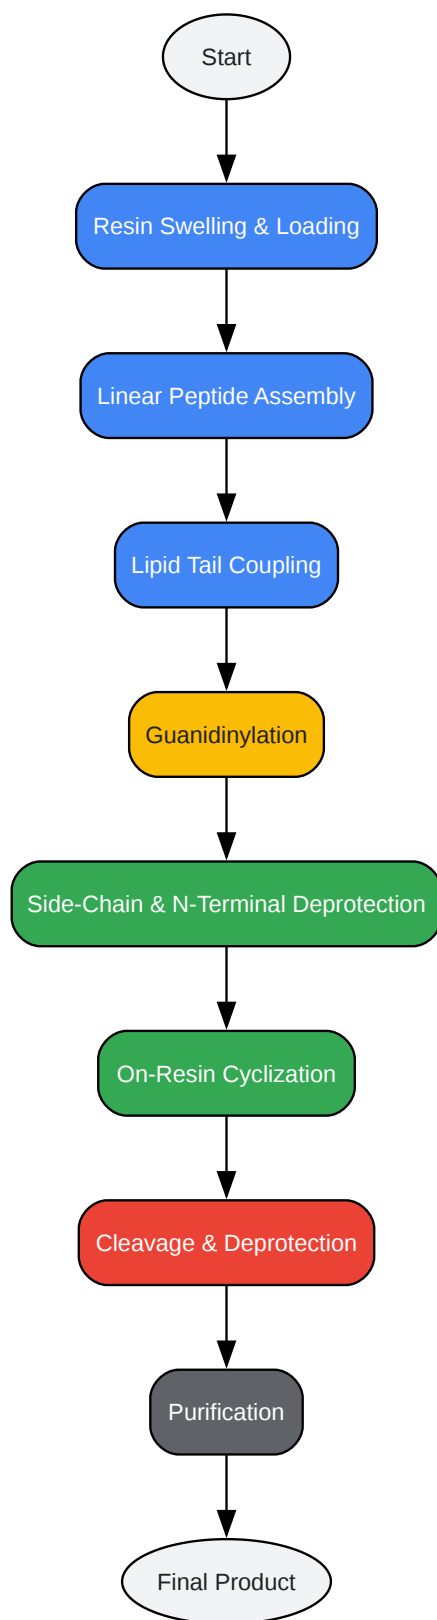 Start
Resin Swelling & Loading
Linear Peptide Assembly
Lipid Tail Coupling
Guanidinylation
Side-Chain & N-Terminal Deprotection
On-Resin Cyclization
Cleavage & Deprotection
Purification
Final Product